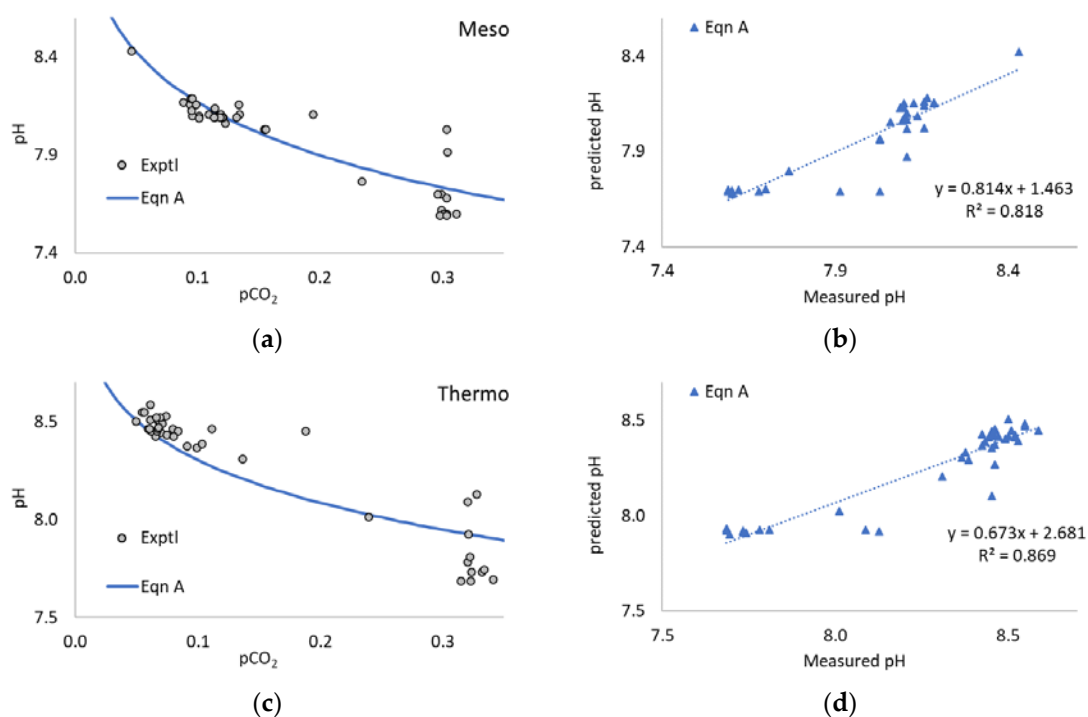 Meso
pH
8.4
7.9
7.4
Exptl
Eqn A
0.0
0.1
0.2
0.3
pCO₂
(a)
Eqn A
predicted pH
8.4
7.9
7.4
y = 0.814x + 1.463
R² = 0.818
7.4
7.9
8.4
Measured pH
(b)
Thermo
pH
8.5
8.0
7.5
Exptl
Eqn A
0.0
0.1
0.2
0.3
pCO₂
(c)
Eqn A
predicted pH
8.5
8.0
7.5
y = 0.673x + 2.681
R² = 0.869
7.5
8.0
8.5
Measured pH
(d)